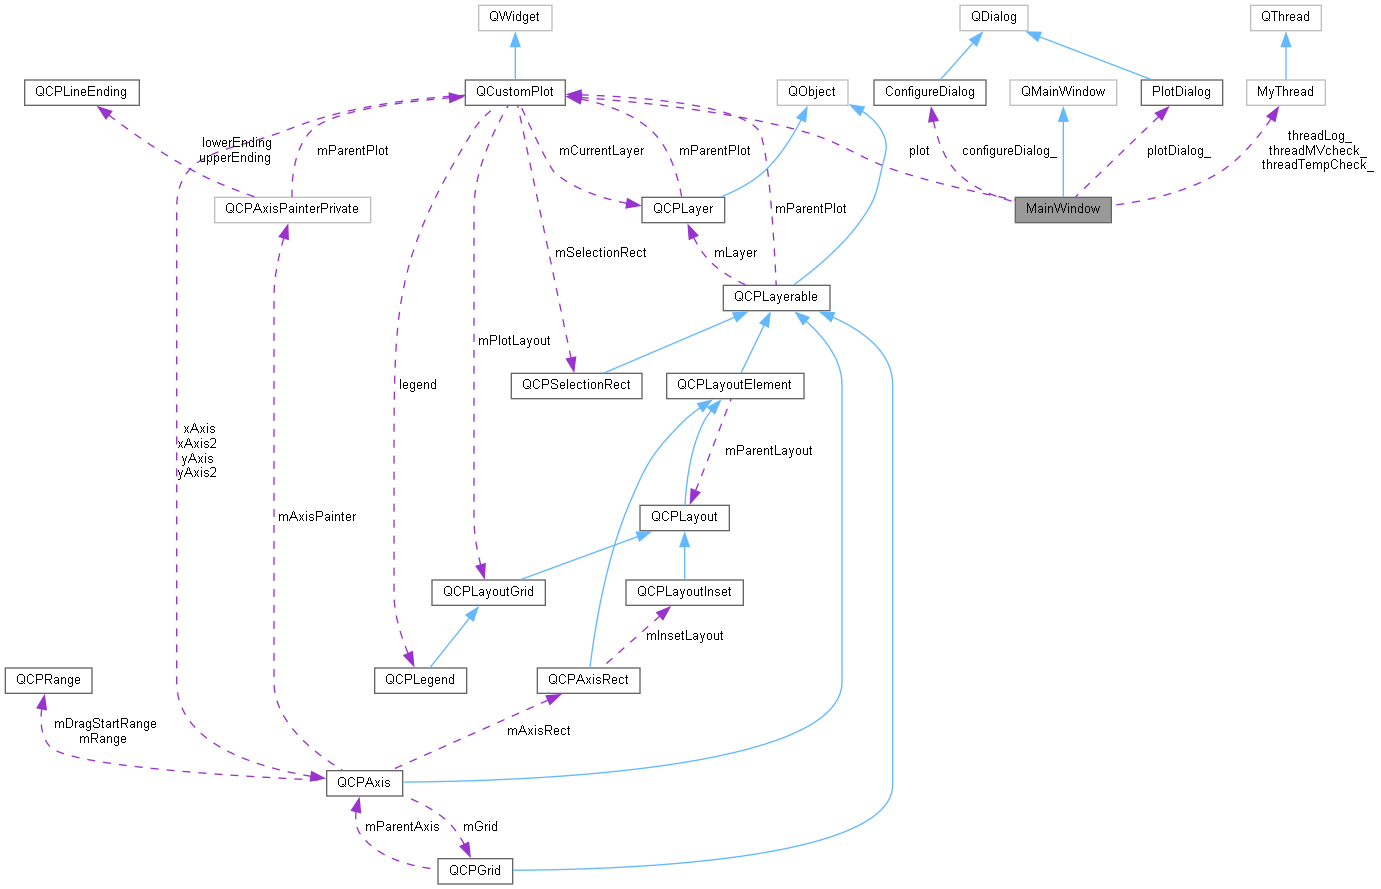 QWidget
QDialog
QThread
QCPLineEnding
QCustomPlot
QObject
ConfigureDialog
QMainWindow
PlotDialog
MyThread
lowerEnding
upperEnding
mParentPlot
mCurrentLayer
mParentPlot
plot
configureDialog_
plotDialog_
threadLog_
threadMVcheck_
threadTempCheck_
QCPAxisPainterPrivate
QCPLayer
mParentPlot
MainWindow
mSelectionRect
mLayer
QCPLayerable
mPlotLayout
legend
QCPSelectionRect
QCPLayoutElement
xAxis
xAxis2
yAxis
yAxis2
mParentLayout
mAxisPainter
QCPLayout
QCPLayoutGrid
QCPLayoutInset
mInsetLayout
QCPRange
QCPLegend
QCPAxisRect
mDragStartRange
mRange
mAxisRect
QCPAxis
mParentAxis
mGrid
QCPGrid